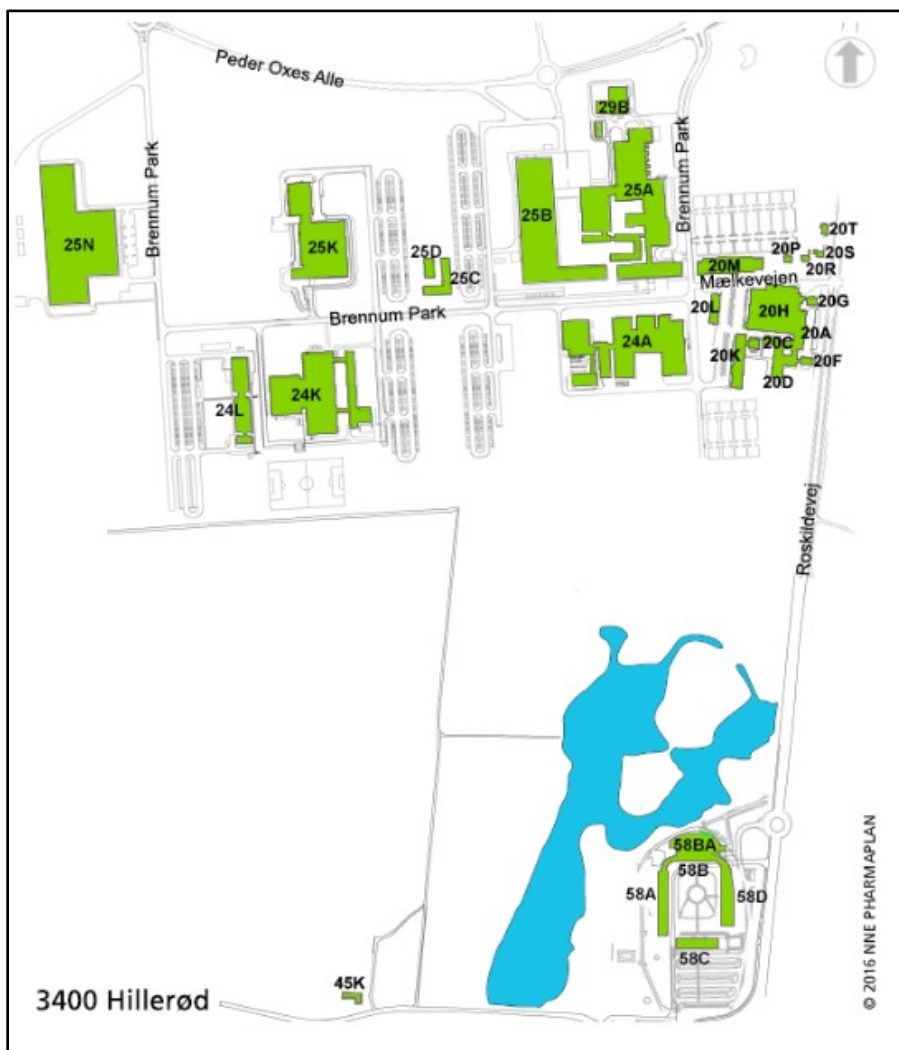 Peder Oxes Alle
29B
Brennum Park
Brennum Park
25N
25K
25D
25C
25B
25A
20T
20S
20P
20R
20M
Mælkevejen
Brennum Park
20L
20H
20G
20A
20C
20F
20K
20D
24A
24L
24K
Roskildevej
58BA
58B
58A
58D
58C
45K
3400 Hillerød
© 2016 NNE PHARMAPLAN